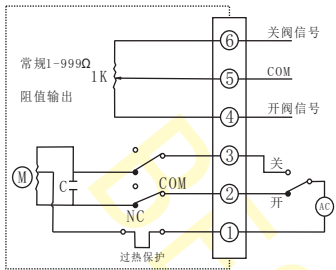 ⑥ 关阀信号
常规1-999Ω
1K
⑤ COM
阻值输出
④ 开阀信号
③ 关
M
C
COM
② 开
AC
NC
①
过热保护